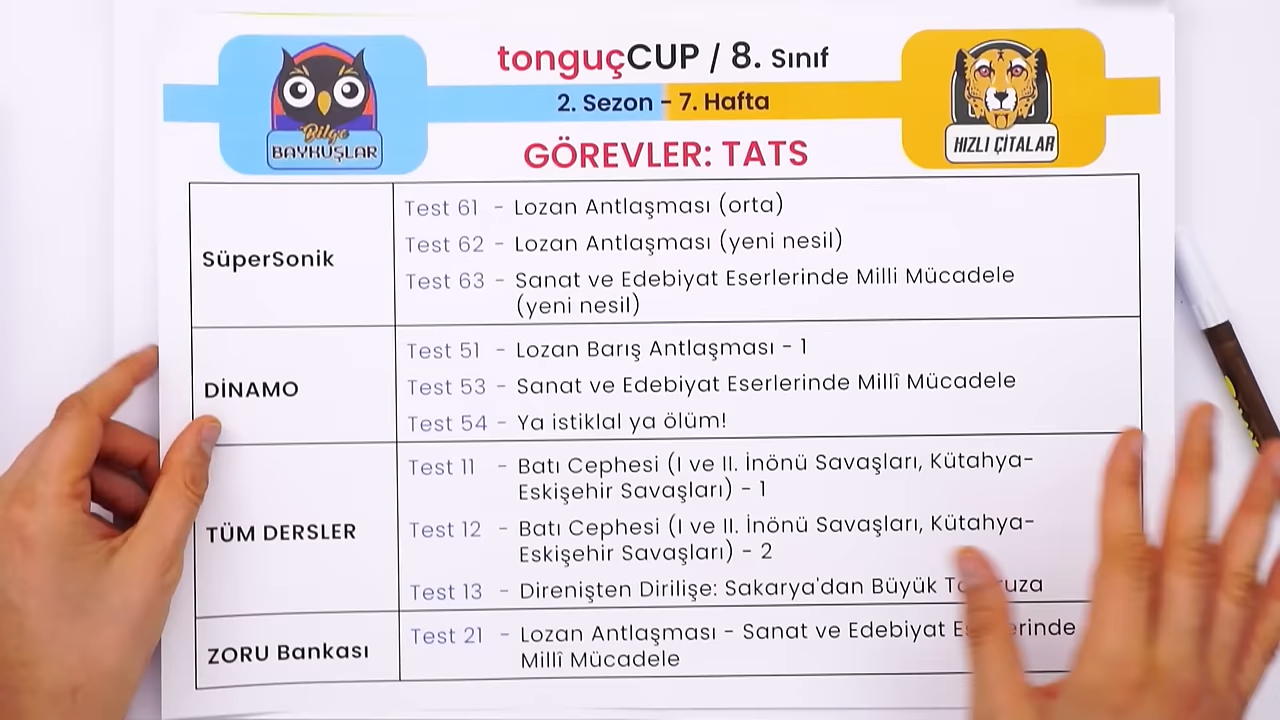 tonguçCUP / 8. Sınıf
2. Sezon - 7. Hafta
Bilge
BAYKUŞLAR
HIZLI ÇİTALAR
GÖREVLER: TATS
SüperSonik
Test 61 - Lozan Antlaşması (orta)
Test 62 - Lozan Antlaşması (yeni nesil)
Test 63 - Sanat ve Edebiyat Eserlerinde Milli Mücadele
(yeni nesil)
DİNAMO
Test 51 - Lozan Barış Antlaşması - 1
Test 53 - Sanat ve Edebiyat Eserlerinde Millî Mücadele
Test 54 - Ya istiklal ya ölüm!
TÜM DERSLER
Test 11 - Batı Cephesi (I ve II. İnönü Savaşları, Kütahya-
Eskişehir Savaşları) - 1
Test 12 - Batı Cephesi (I ve II. İnönü Savaşları, Kütahya-
Eskişehir Savaşları) - 2
Test 13 - Direnişten Dirilişe: Sakarya'dan Büyük
ZORU Bankası
Test 21 - Lozan Antlaşması - Sanat ve Edebiyat
Millî Mücadele